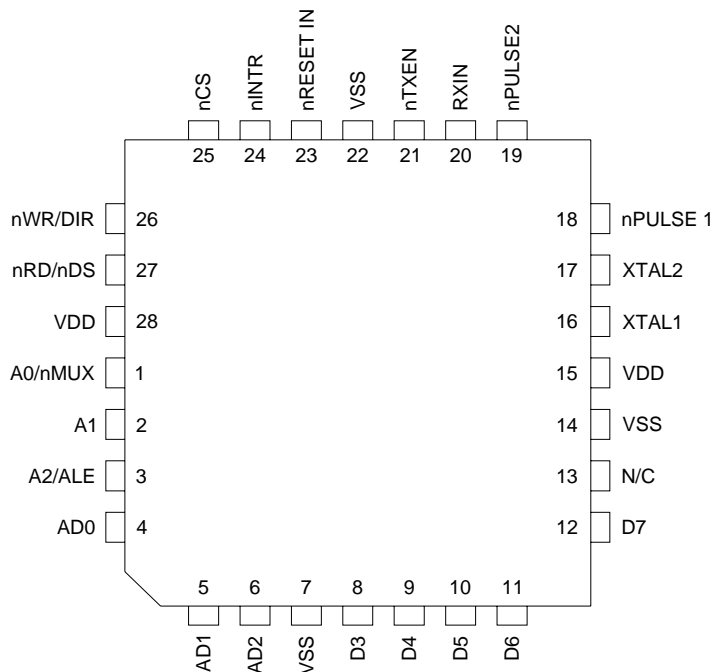 nCS
nINTR
nRESET IN
VSS
nTXEN
RXIN
nPULSE2
25 24 23 22 21 20 19
nWR/DIR 26 18 nPULSE 1
nRD/nDS 27 17 XTAL2
VDD 28 16 XTAL1
A0/nMUX 1 15 VDD
A1 2 14 VSS
A2/ALE 3 13 N/C
AD0 4 12 D7
5 6 7 8 9 10 11
AD1
AD2
VSS
D3
D4
D5
D6